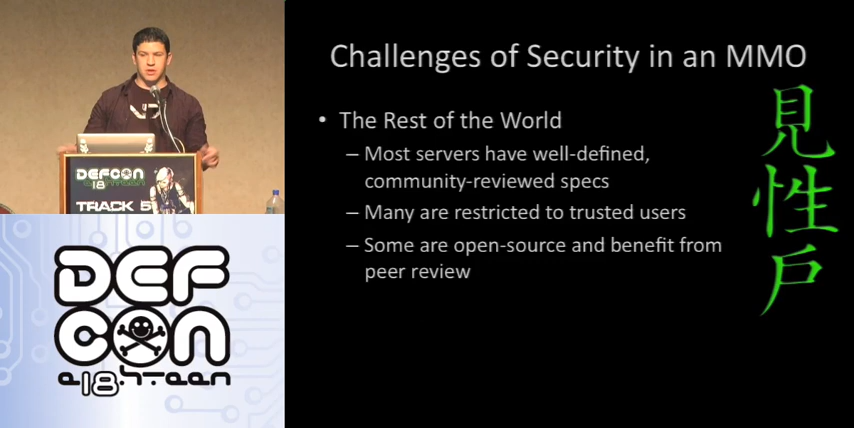 DEFCON
18
TRACK 5
DEF
CON
e18hteen
Challenges of Security in an MMO
• The Rest of the World
– Most servers have well-defined,
community-reviewed specs
– Many are restricted to trusted users
– Some are open-source and benefit from
peer review
見
性
戶